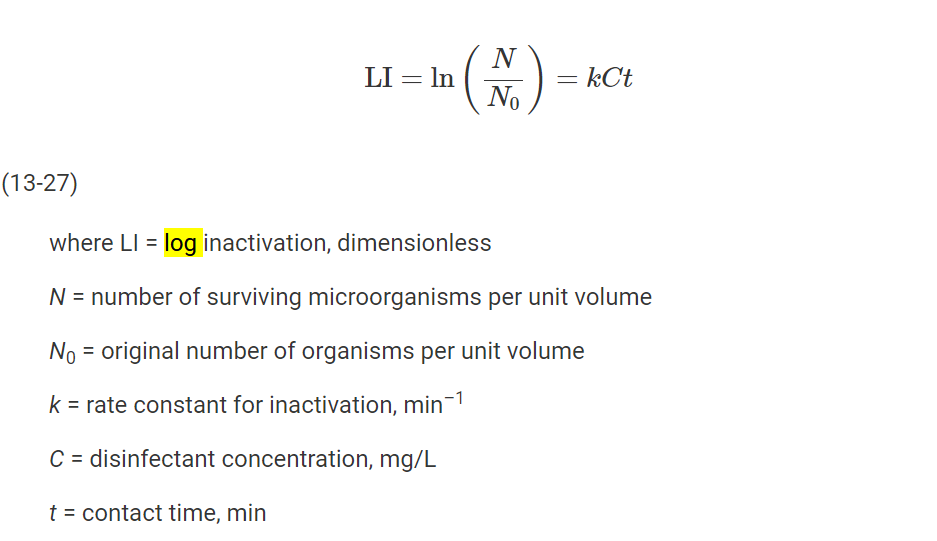 LI = ln(N/N₀) = kCt
(13-27)
where LI = log inactivation, dimensionless
N = number of surviving microorganisms per unit volume
N₀ = original number of organisms per unit volume
k = rate constant for inactivation, min⁻¹
C = disinfectant concentration, mg/L
t = contact time, min